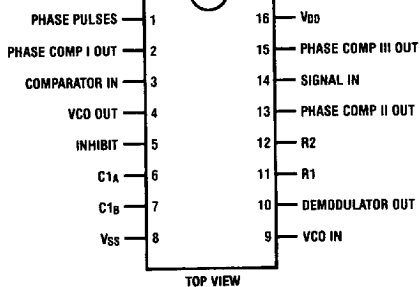 PHASE PULSES 1 16 VDD
PHASE COMP I OUT 2 15 PHASE COMP III OUT
COMPARATOR IN 3 14 SIGNAL IN
VCO OUT 4 13 PHASE COMP II OUT
INHIBIT 5 12 R2
C1A 6 11 R1
C1B 7 10 DEMODULATOR OUT
VSS 8 9 VCO IN
TOP VIEW